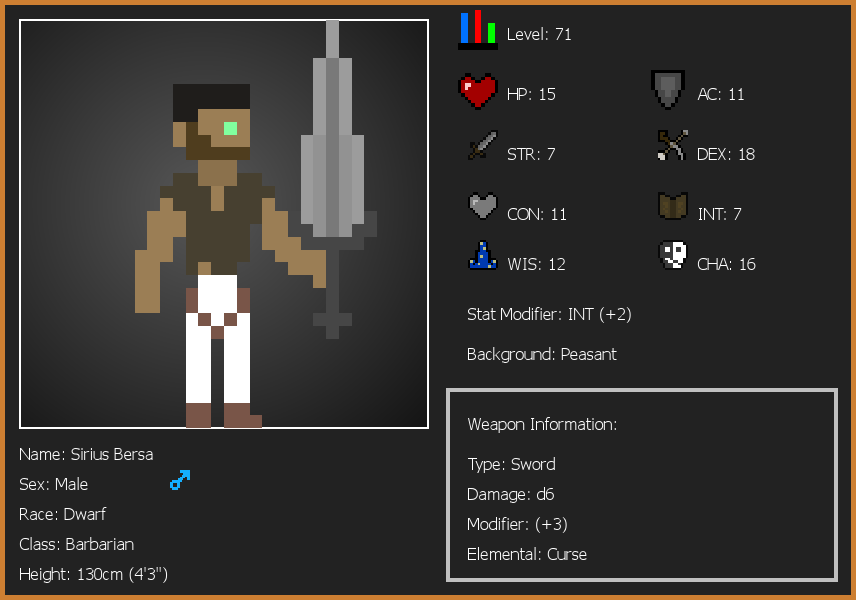 Level: 71
HP: 15
AC: 11
STR: 7
DEX: 18
CON: 11
INT: 7
WIS: 12
CHA: 16
Stat Modifier: INT (+2)
Background: Peasant
Weapon Information:
Type: Sword
Damage: d6
Modifier: (+3)
Elemental: Curse
Name: Sirius Bersa
Sex: Male
Race: Dwarf
Class: Barbarian
Height: 130cm (4'3")